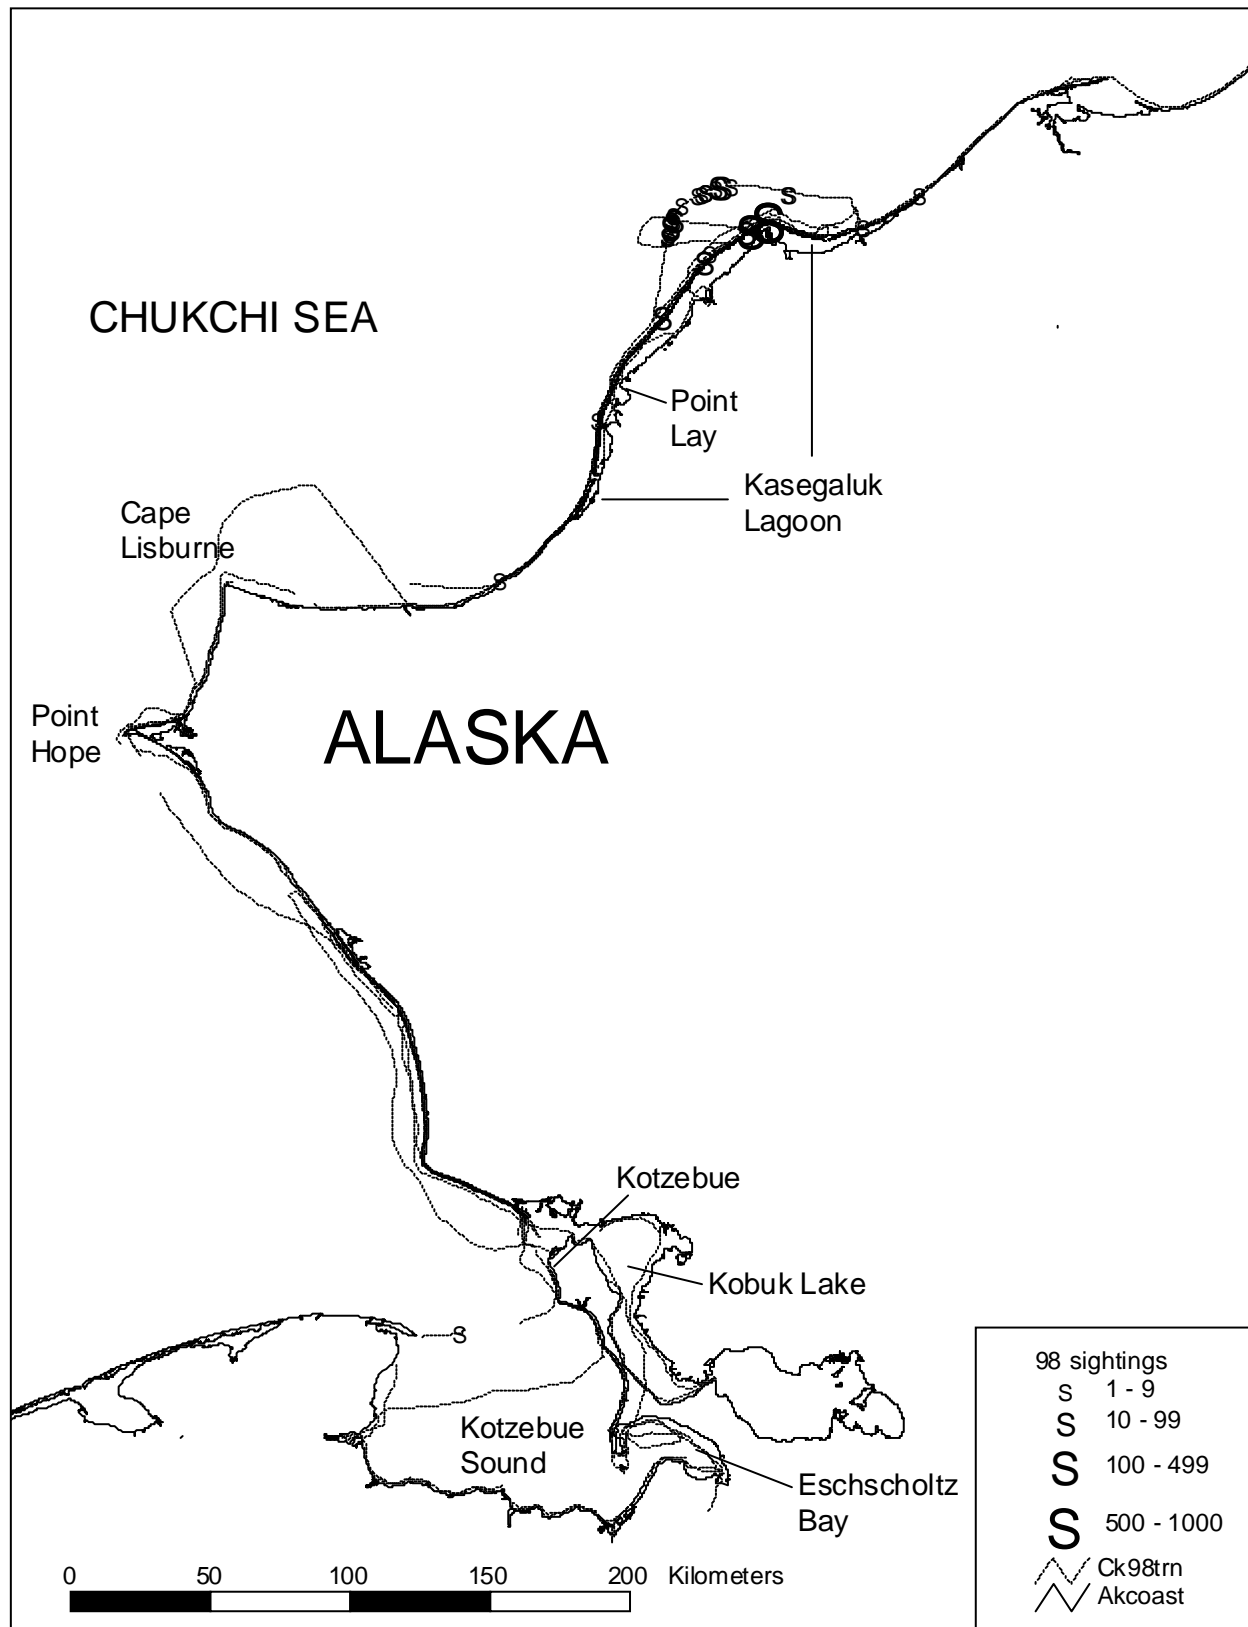 CHUKCHI SEA
Point
Lay
Kasegaluk
Lagoon
Cape
Lisburne
Point
Hope
ALASKA
Kotzebue
Kobuk Lake
Kotzebue
Sound
Eschscholtz
Bay
98 sightings
S 1 - 9
S 10 - 99
S 100 - 499
S 500 - 1000
Ck98trn
Akcoast
0 50 100 150 200 Kilometers